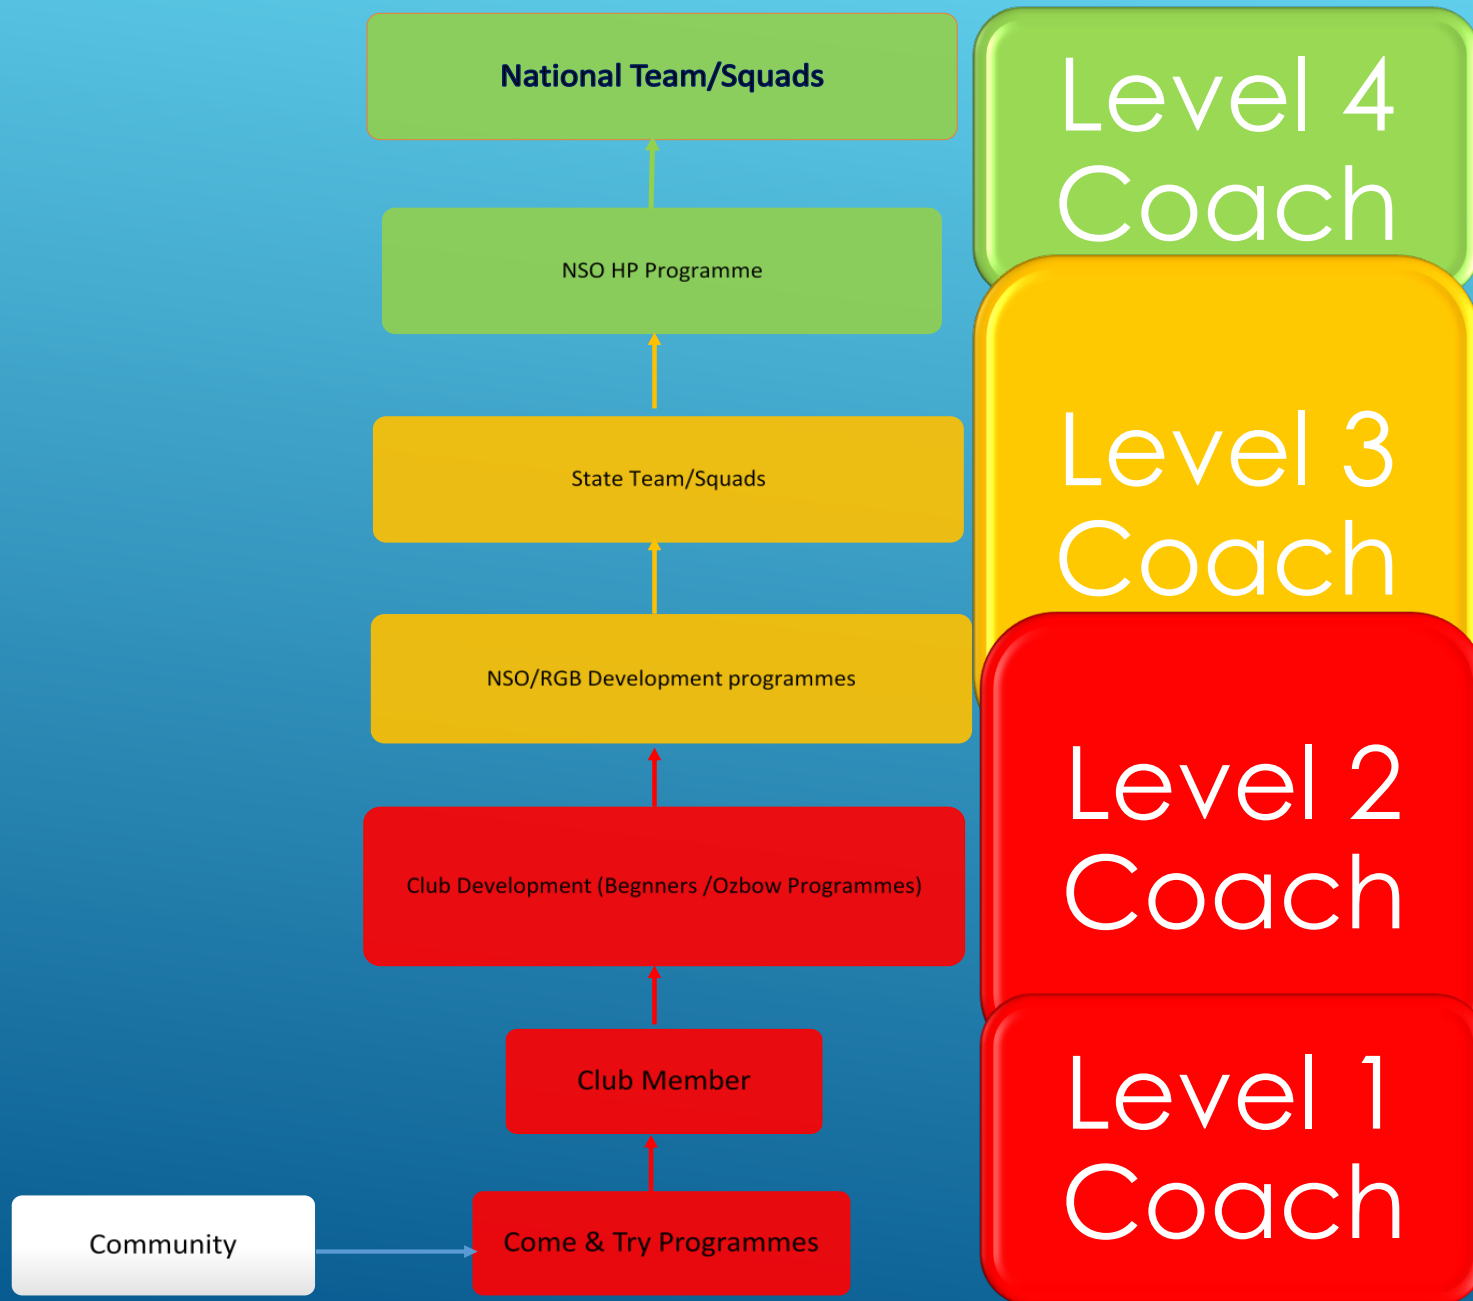 National Team/Squads
Level 4
Coach
NSO HP Programme
State Team/Squads
Level 3
Coach
NSO/RGB Development programmes
Level 2
Coach
Club Development (Begnners /Ozbow Programmes)
Club Member
Level 1
Coach
Community
Come & Try Programmes